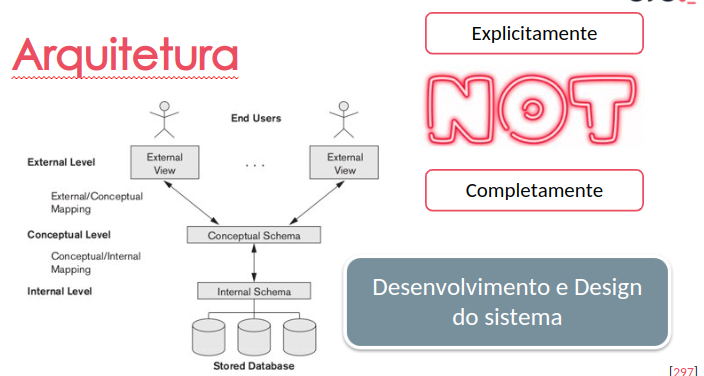 Arquitetura
Explicitamente
NOT
Completamente
End Users
External Level
External
View
. . .
External
View
External/Conceptual
Mapping
Conceptual Level
Conceptual Schema
Conceptual/Internal
Mapping
Internal Level
Internal Schema
Stored Database
Desenvolvimento e Design
do sistema
[297]